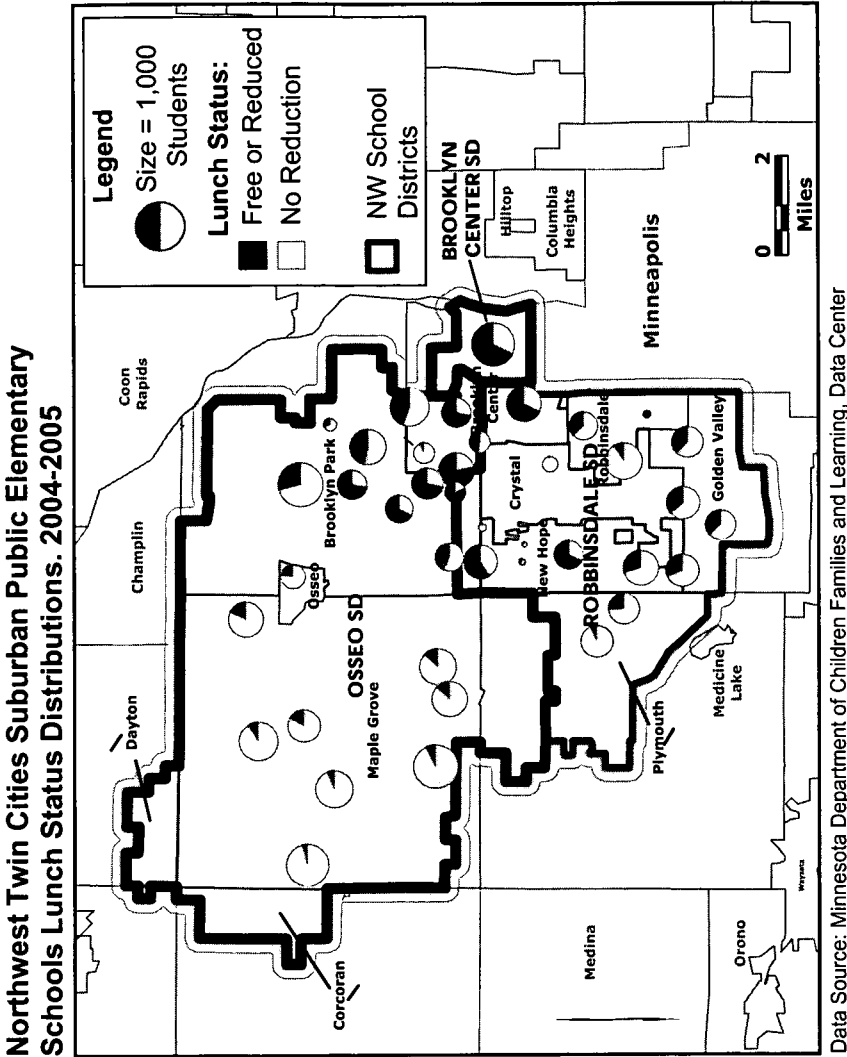 Northwest Twin Cities Suburban Public Elementary
Schools Lunch Status Distributions. 2004-2005
Legend
Size = 1,000
Students
Lunch Status:
Free or Reduced
No Reduction
NW School
Districts
Coon
Rapids
Champlin
Dayton
Brooklyn Park
Osseo
OSSEO SD
Maple Grove
Corcoran
BROOKLYN
CENTER SD
Hilltop
Columbia
Heights
Brooklyn
Center
Minneapolis
Crystal
Robbinsdale
New Hope
ROBBINSDALE SD
Golden Valley
Plymouth
Medicine
Lake
Medina
Orono
Wayzata
0 2
Miles
Data Source: Minnesota Department of Children Families and Learning, Data Center